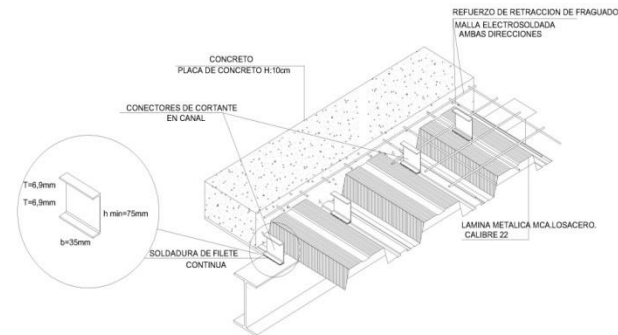 REFUERZO DE RETRACCION DE FRAGUADO
MALLA ELECTROSOLDADA
AMBAS DIRECCIONES
CONCRETO
PLACA DE CONCRETO H:10cm
CONECTORES DE CORTANTE
EN CANAL
T=6,9mm
T=6,9mm
h min=75mm
b=35mm
SOLDADURA DE FILETE
CONTINUA
LAMINA METALICA MCA.LOSACERO.
CALIBRE 22